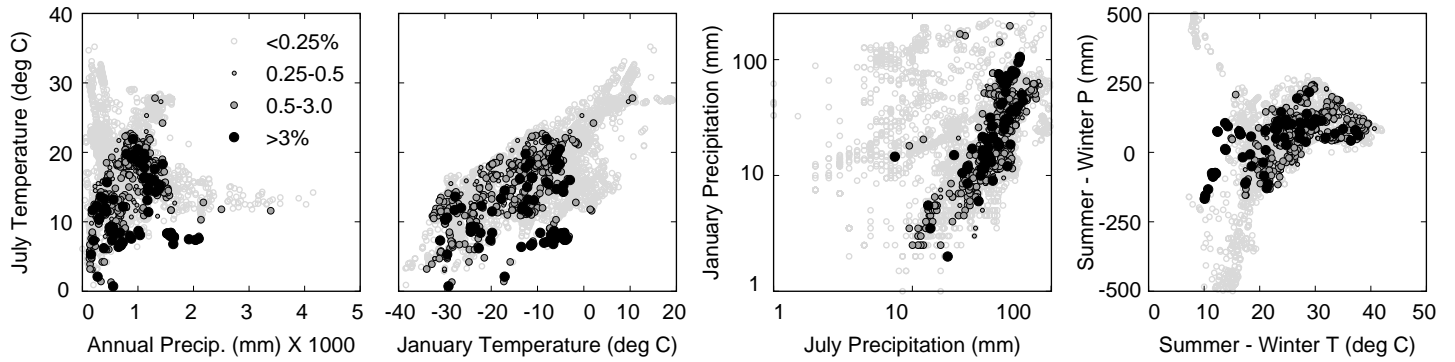 July Temperature (deg C)
40
30
20
10
0
<0.25%
0.25-0.5
0.5-3.0
>3%
0 1 2 3 4 5
Annual Precip. (mm) X 1000
-40 -30 -20 -10 0 10 20
January Temperature (deg C)
January Precipitation (mm)
100
10
1
1 10 100
July Precipitation (mm)
Summer - Winter P (mm)
500
250
0
-250
-500
0 10 20 30 40 50
Summer - Winter T (deg C)